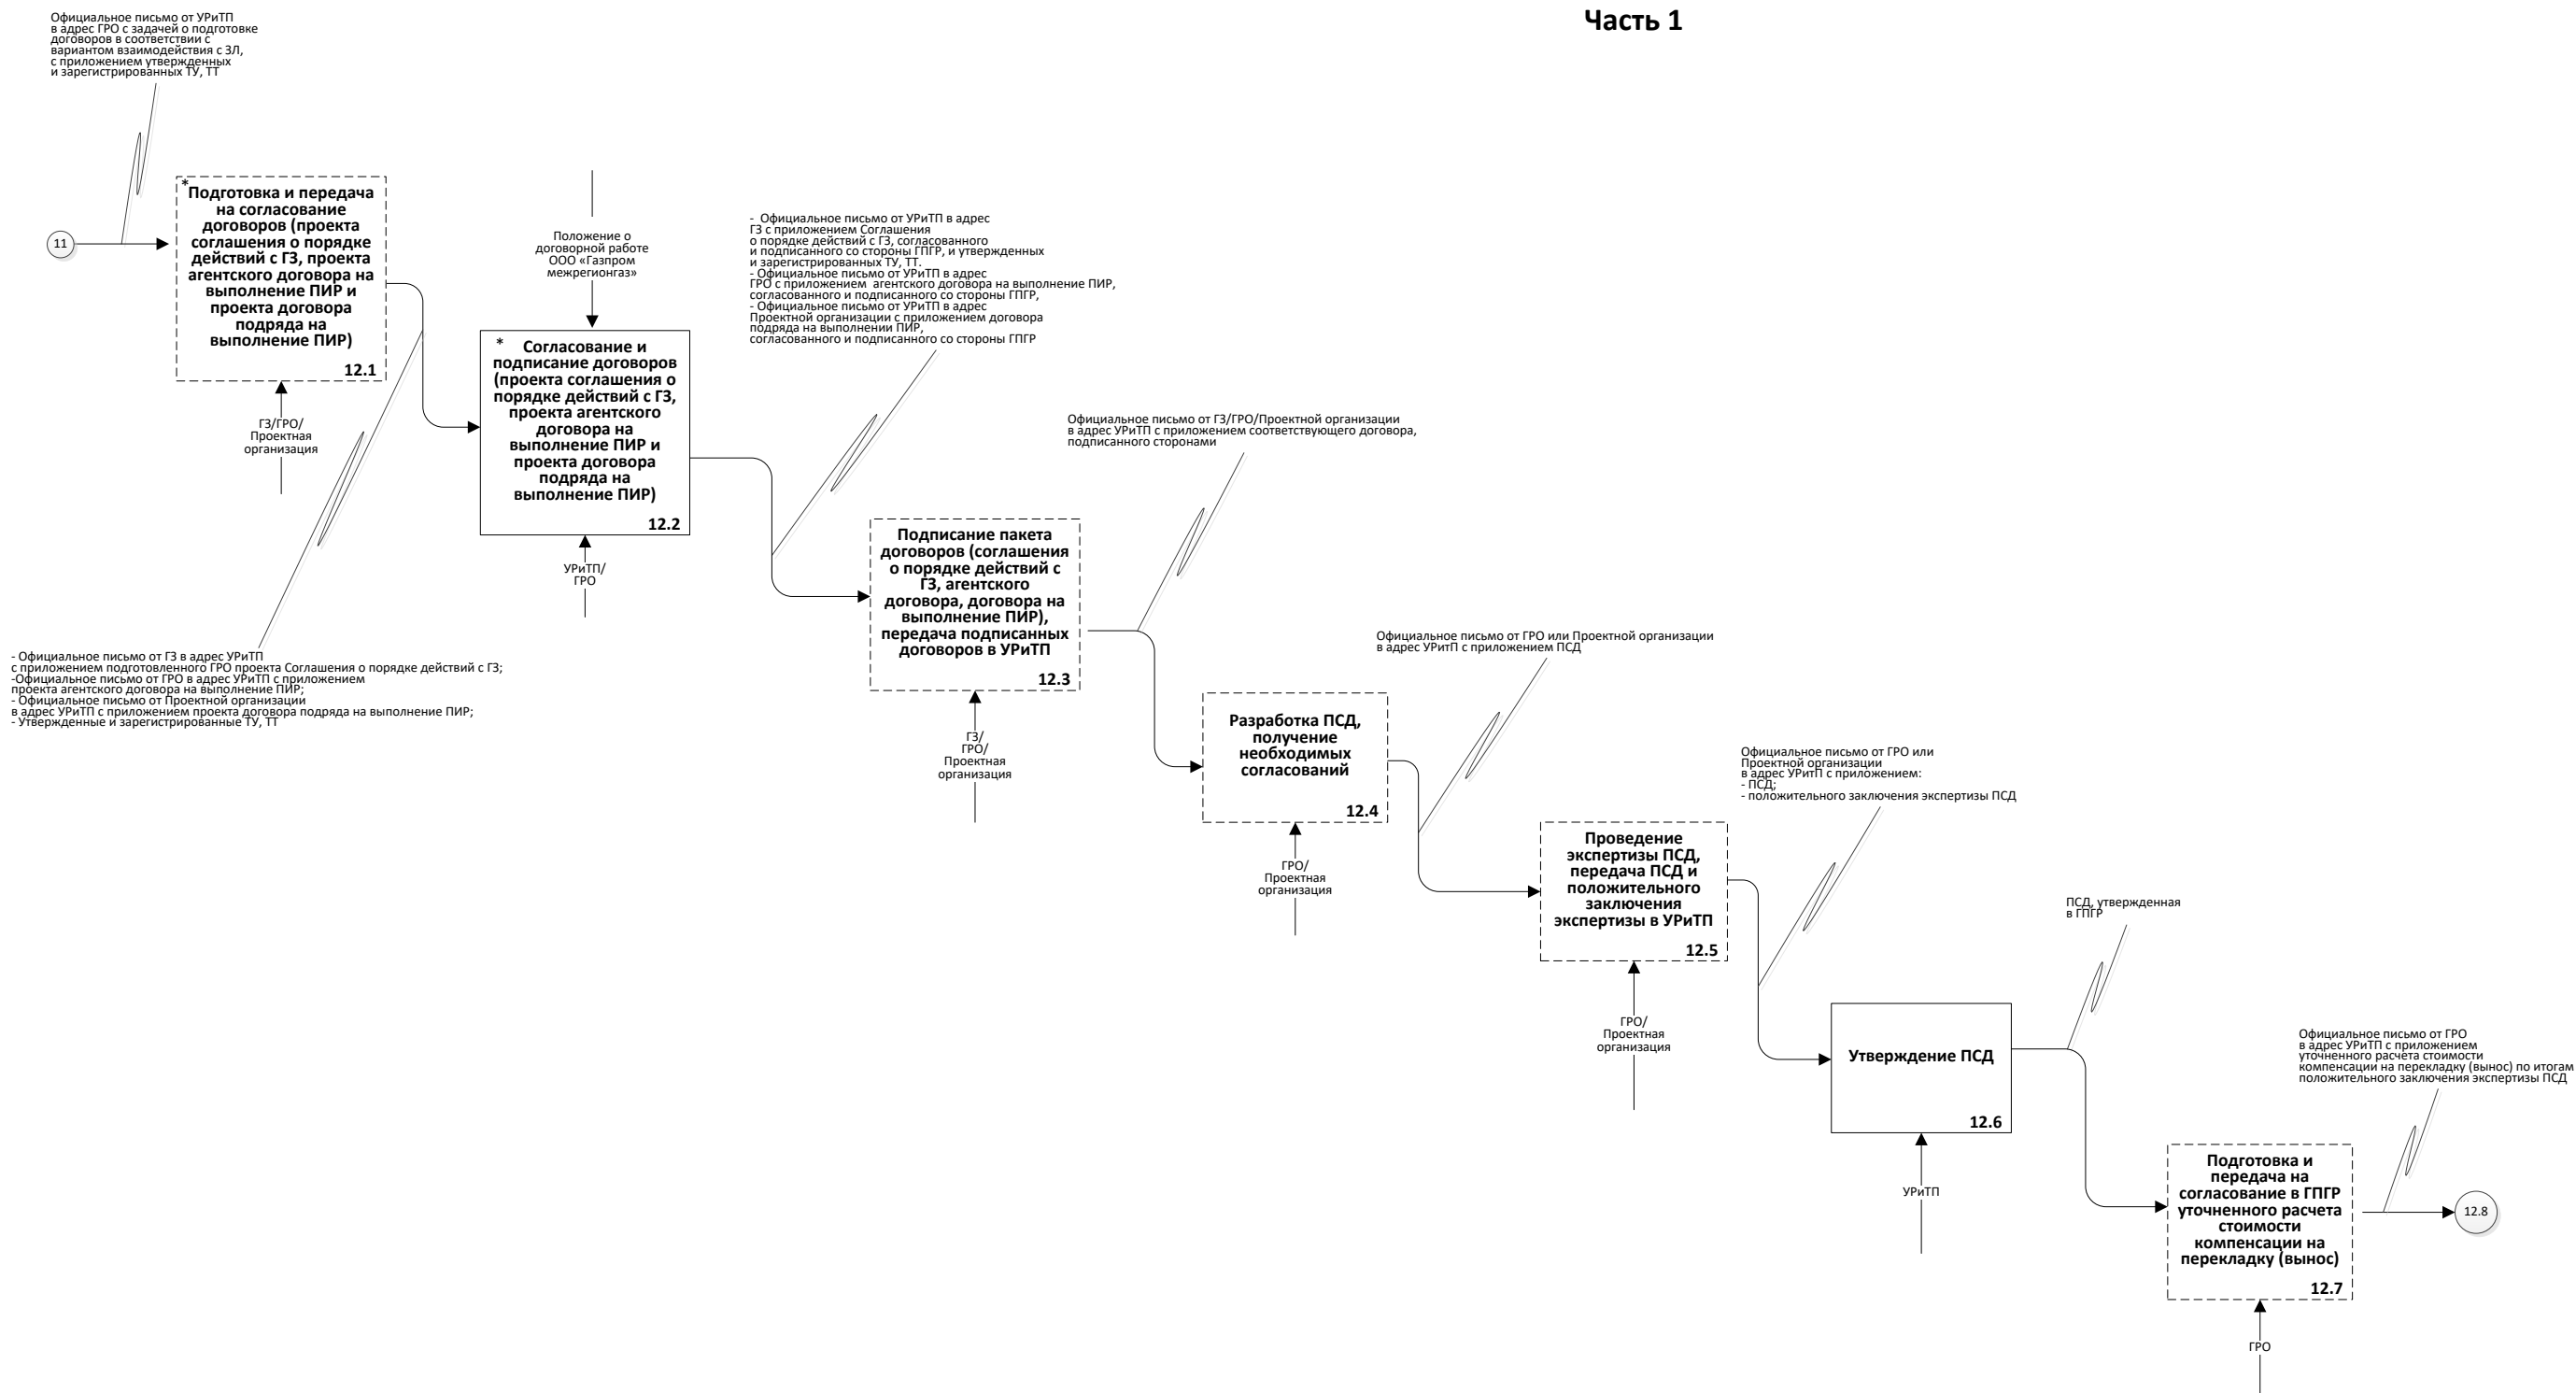 Часть 1
Официальное письмо от УРиТП
в адрес ГРО с задачей о подготовке
договоров в соответствии с
вариантом взаимодействия с ЗЛ,
с приложением утвержденных
и зарегистрированных ТУ, ТТ
11
*
Подготовка и передача
на согласование
договоров (проекта
соглашения о порядке
действий с ГЗ, проекта
агентского договора на
выполнение ПИР и
проекта договора
подряда на
выполнение ПИР)
12.1
ГЗ/ГРО/
Проектная
организация
- Официальное письмо от ГЗ в адрес УРиТП
с приложением подготовленного ГРО проекта Соглашения о порядке действий с ГЗ;
-Официальное письмо от ГРО в адрес УРиТП с приложением
проекта агентского договора на выполнение ПИР;
- Официальное письмо от Проектной организации
в адрес УРиТП с приложением проекта договора подряда на выполнение ПИР;
- Утвержденные и зарегистрированные ТУ, ТТ
Положение о
договорной работе
ООО «Газпром
межрегионгаз»
* Согласование и
подписание договоров
(проекта соглашения о
порядке действий с ГЗ,
проекта агентского
договора на
выполнение ПИР и
проекта договора
подряда на
выполнение ПИР)
12.2
УРиТП/
ГРО
- Официальное письмо от УРиТП в адрес
ГЗ с приложением Соглашения
о порядке действий с ГЗ, согласованного
и подписанного со стороны ГПГР, и утвержденных
и зарегистрированных ТУ, ТТ.
- Официальное письмо от УРиТП в адрес
ГРО с приложением агентского договора на выполнение ПИР,
согласованного и подписанного со стороны ГПГР,
- Официальное письмо от УРиТП в адрес
Проектной организации с приложением договора
подряда на выполнении ПИР,
согласованного и подписанного со стороны ГПГР
Подписание пакета
договоров (соглашения
о порядке действий с
ГЗ, агентского
договора, договора на
выполнение ПИР),
передача подписанных
договоров в УРиТП
12.3
ГЗ/
ГРО/
Проектная
организация
Официальное письмо от ГЗ/ГРО/Проектной организации
в адрес УРиТП с приложением соответствующего договора,
подписанного сторонами
Разработка ПСД,
получение
необходимых
согласований
12.4
ГРО/
Проектная
организация
Официальное письмо от ГРО или Проектной организации
в адрес УРитП с приложением ПСД
Проведение
экспертизы ПСД,
передача ПСД и
положительного
заключения
экспертизы в УРиТП
12.5
ГРО/
Проектная
организация
Официальное письмо от ГРО или
Проектной организации
в адрес УРитП с приложением:
- ПСД;
- положительного заключения экспертизы ПСД
Утверждение ПСД
12.6
УРиТП
ПСД, утвержденная
в ГПГР
Подготовка и
передача на
согласование в ГПГР
уточненного расчета
стоимости
компенсации на
перекладку (вынос)
12.7
ГРО
Официальное письмо от ГРО
в адрес УРиТП с приложением
уточненного расчета стоимости
компенсации на перекладку (вынос) по итогам
положительного заключения экспертизы ПСД
12.8